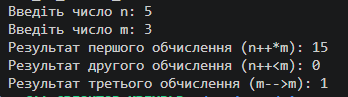 Введіть число n: 5
Введіть число m: 3
Результат першого обчислення (n++*m): 15
Результат другого обчислення (n++<m): 0
Результат третього обчислення (m-->m): 1